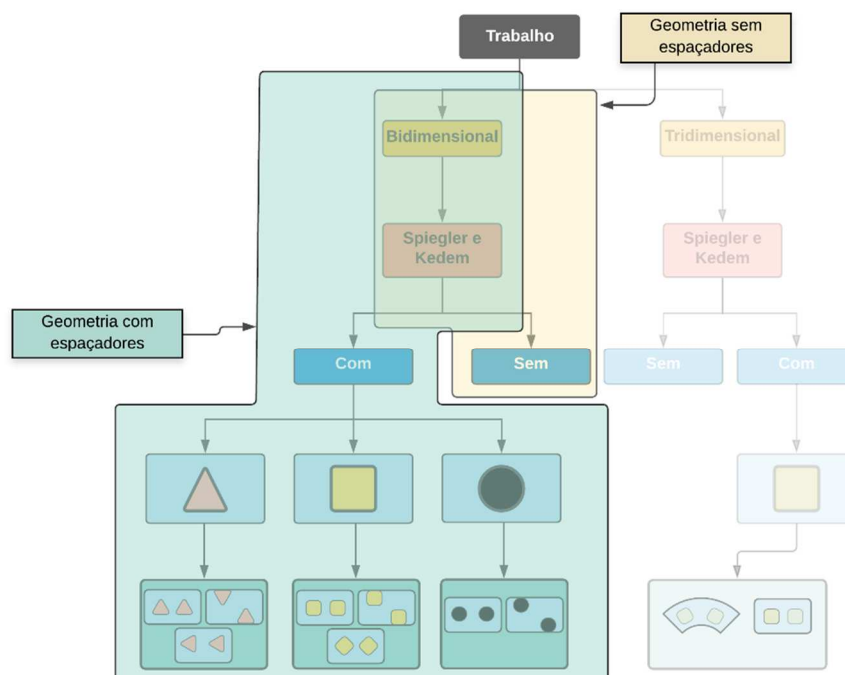 Trabalho
Geometria sem
espaçadores
Bidimensional
Tridimensional
Spiegler e
Kedem
Spiegler e
Kedem
Geometria com
espaçadores
Com
Sem
Sem
Com